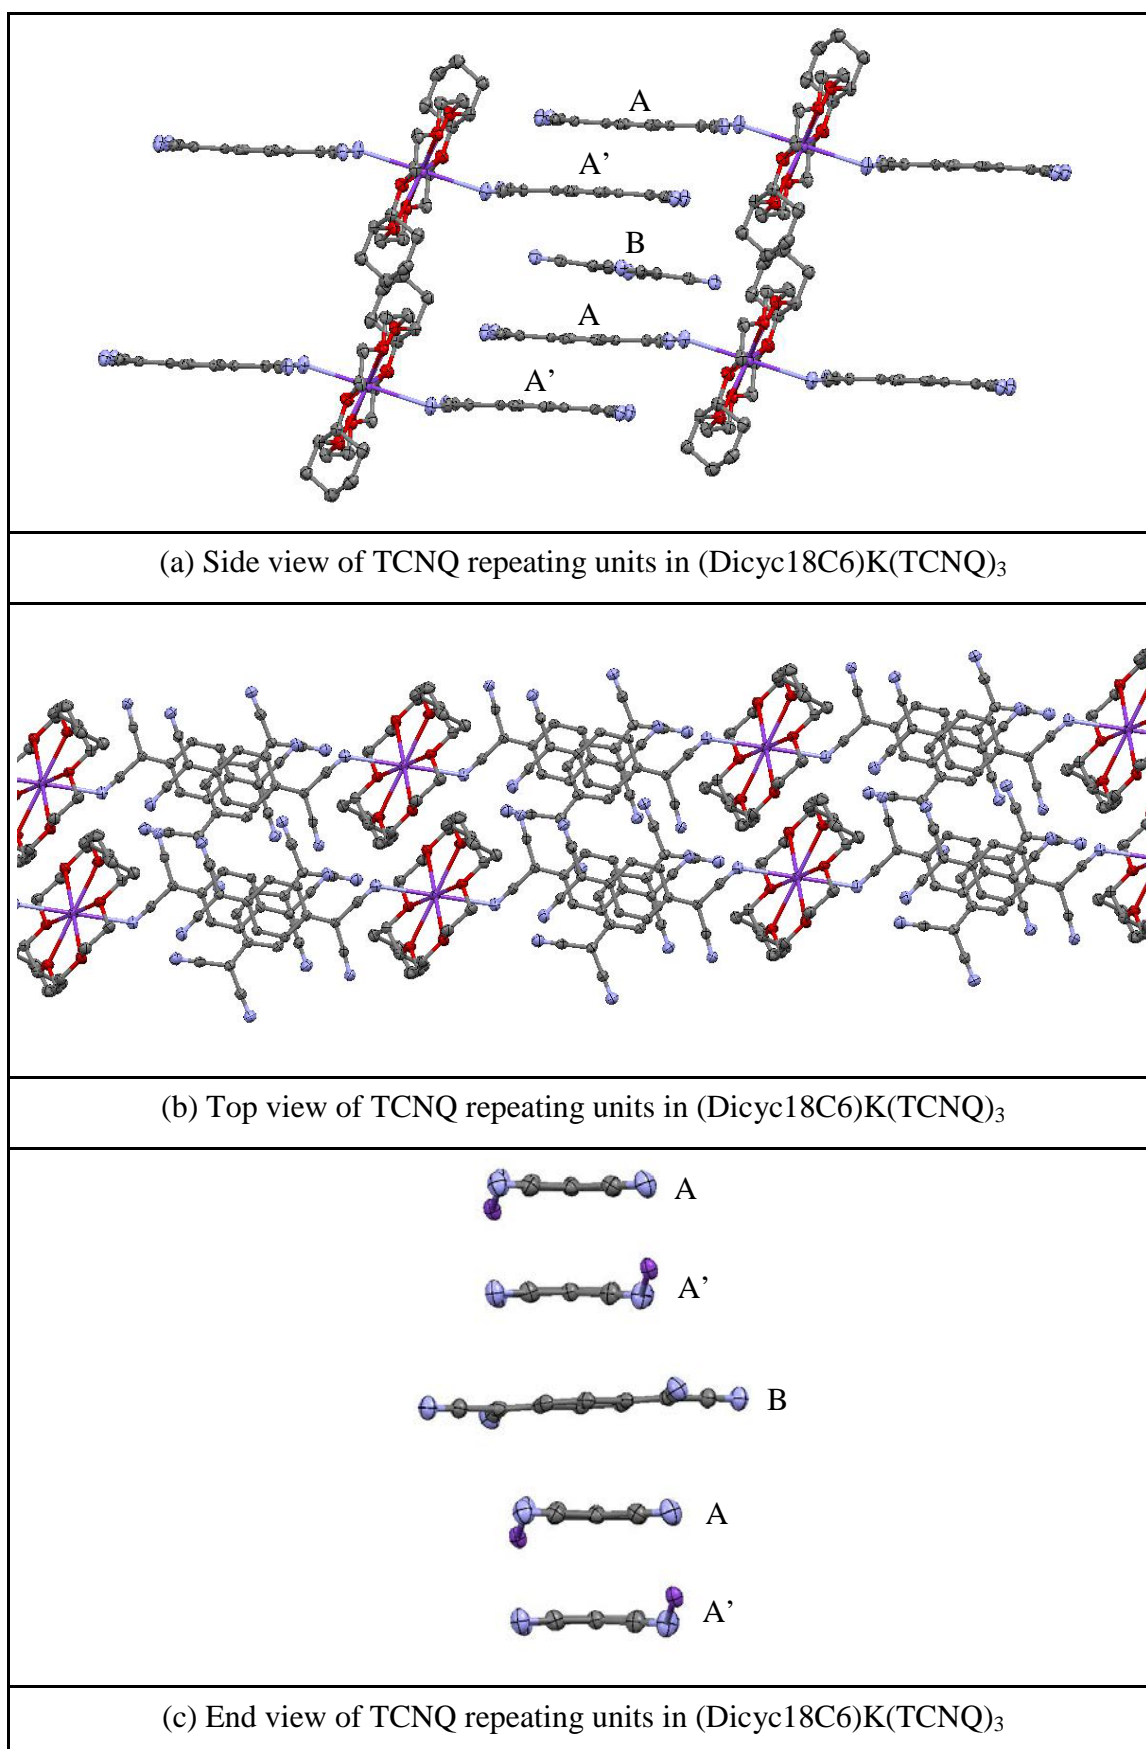 A
A’
B
A
A’
(a) Side view of TCNQ repeating units in (Dicyc18C6)K(TCNQ)₃
(b) Top view of TCNQ repeating units in (Dicyc18C6)K(TCNQ)₃
A
A’
B
A
A’
(c) End view of TCNQ repeating units in (Dicyc18C6)K(TCNQ)₃